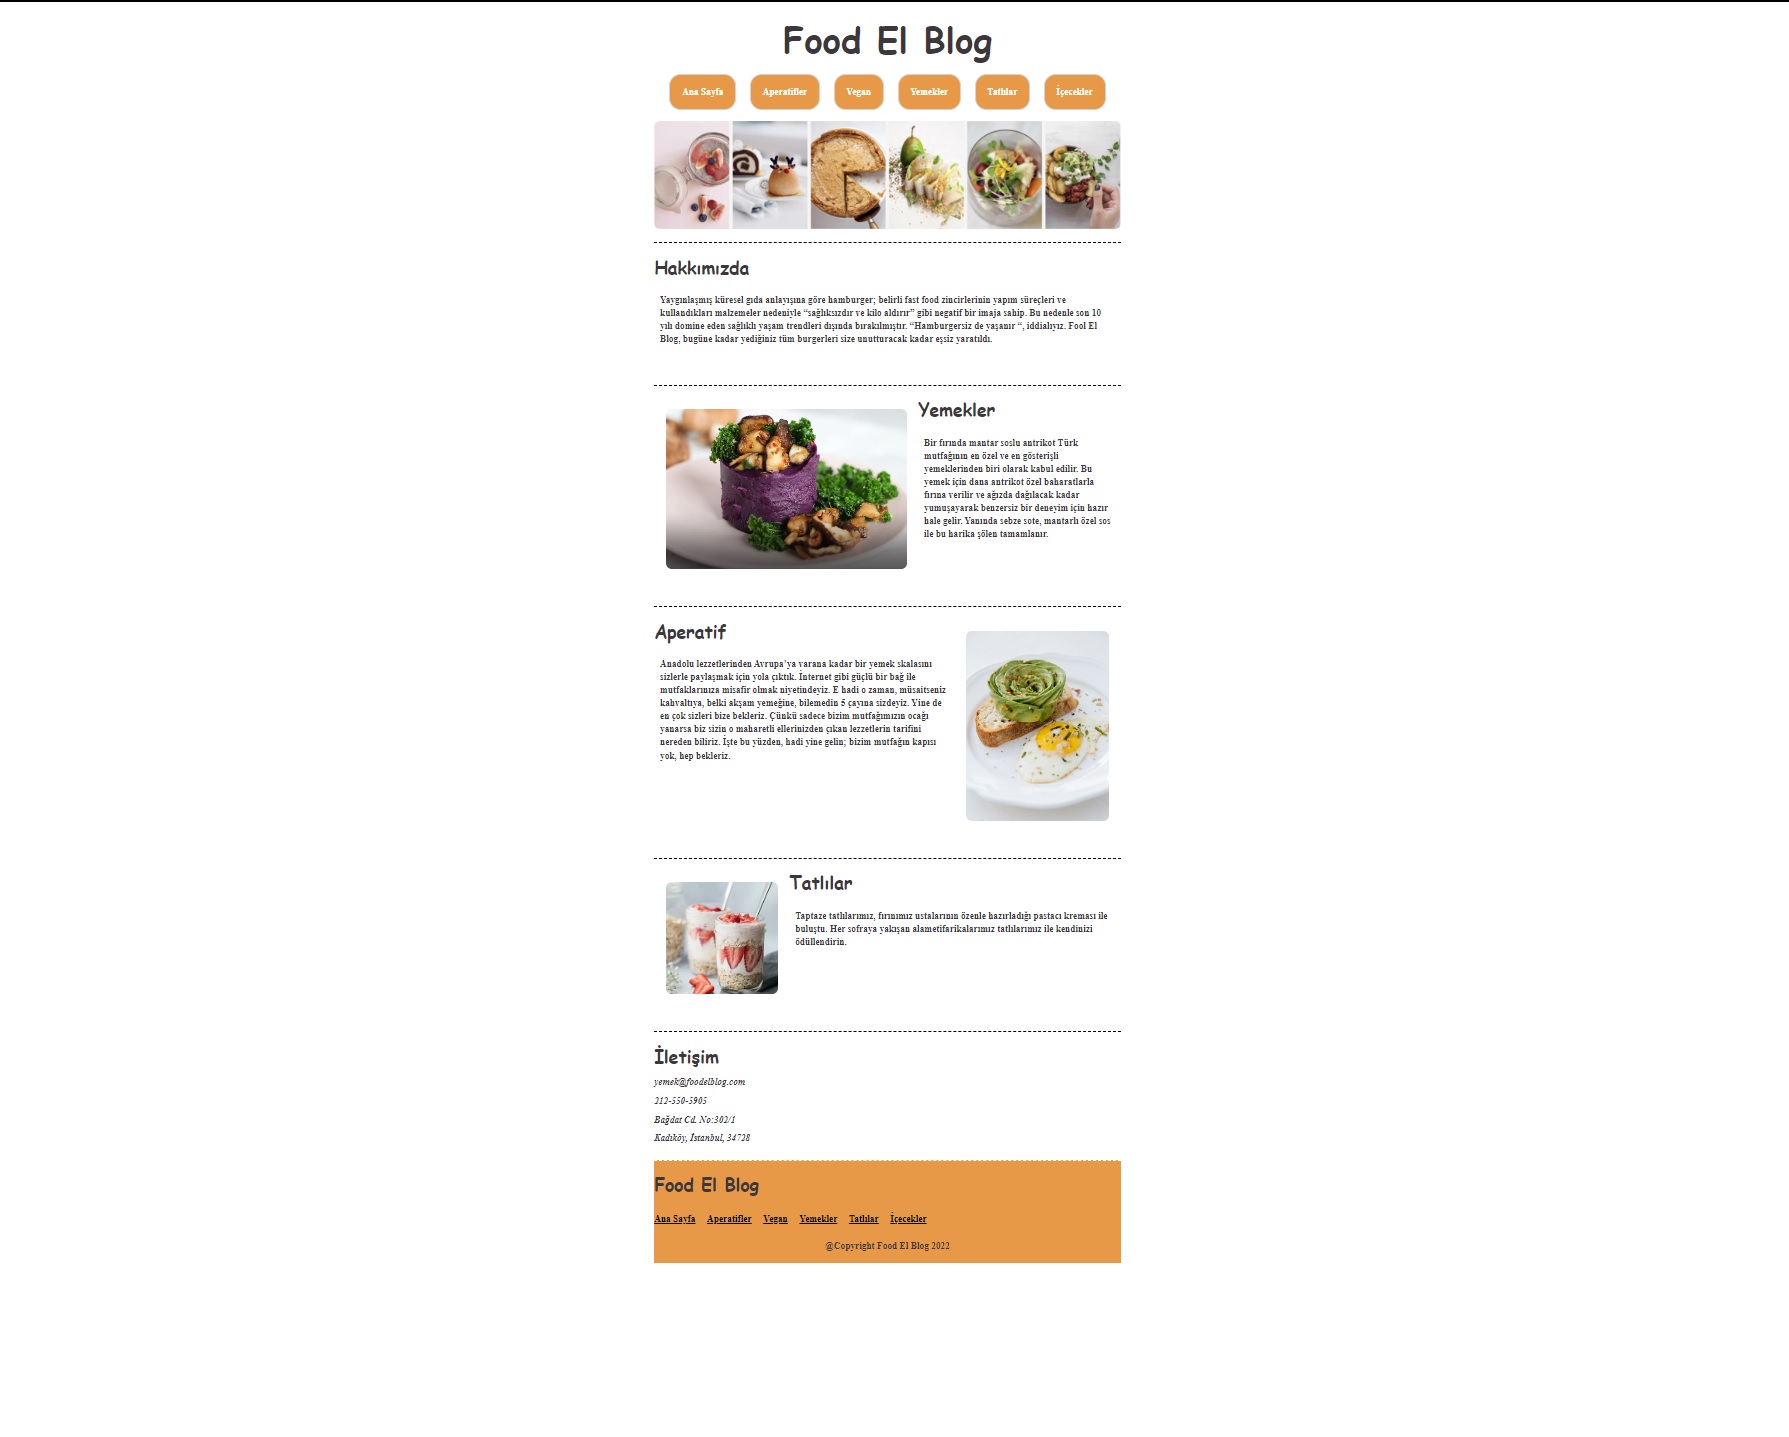 Food El Blog
Ana Sayfa Aperatifler Vegan Yemekler Tatlılar İçecekler
Hakkımızda
Yaygınlaşmış küresel gıda anlayışına göre hamburger; belirli fast food zincirlerinin yapım süreçleri ve
kullandıkları malzemeler nedeniyle “sağlıksızdır ve kilo aldırır” gibi negatif bir imaja sahip. Bu nedenle son 10
yılı domine eden sağlıklı yaşam trendleri dışında bırakılmıştır. “Hamburgersiz de yaşanır “, iddialıyız. Fool El
Blog, bugüne kadar yediğiniz tüm burgerleri size unutturacak kadar eşsiz yaratıldı.
Yemekler
Bir fırında mantar soslu antrikot Türk
mutfağının en özel ve en gösterişli
yemeklerinden biri olarak kabul edilir. Bu
yemek için dana antrikot özel baharatlarla
fırına verilir ve ağızda dağılacak kadar
yumuşayarak benzersiz bir deneyim için hazır
hale gelir. Yanında sebze sote, mantarlı özel sos
ile bu harika şölen tamamlanır.
Aperatif
Anadolu lezzetlerinden Avrupa’ya varana kadar bir yemek skalasını
sizlerle paylaşmak için yola çıktık. İnternet gibi güçlü bir bağ ile
mutfaklarınıza misafir olmak niyetindeyiz. E hadi o zaman, müsaitseniz
kahvaltıya, belki akşam yemeğine, bilemedin 5 çayına sizdeyiz. Yine de
en çok sizleri bize bekleriz. Çünkü sadece bizim mutfağımızın ocağı
yanarsa biz sizin o maharetli ellerinizden çıkan lezzetlerin tarifini
nereden biliriz. İşte bu yüzden, hadi yine gelin; bizim mutfağın kapısı
yok, hep bekleriz.
Tatlılar
Taptaze tatlılarımız, fırınımız ustalarının özenle hazırladığı pastacı kreması ile
buluştu. Her sofraya yakışan alametifarikalarımız tatlılarımız ile kendinizi
ödüllendirin.
İletişim
yemek@foodelblog.com
212-550-5905
Bağdat Cd. No:302/1
Kadıköy, İstanbul, 34728
Food El Blog
Ana Sayfa Aperatifler Vegan Yemekler Tatlılar İçecekler
@Copyright Food El Blog 2022